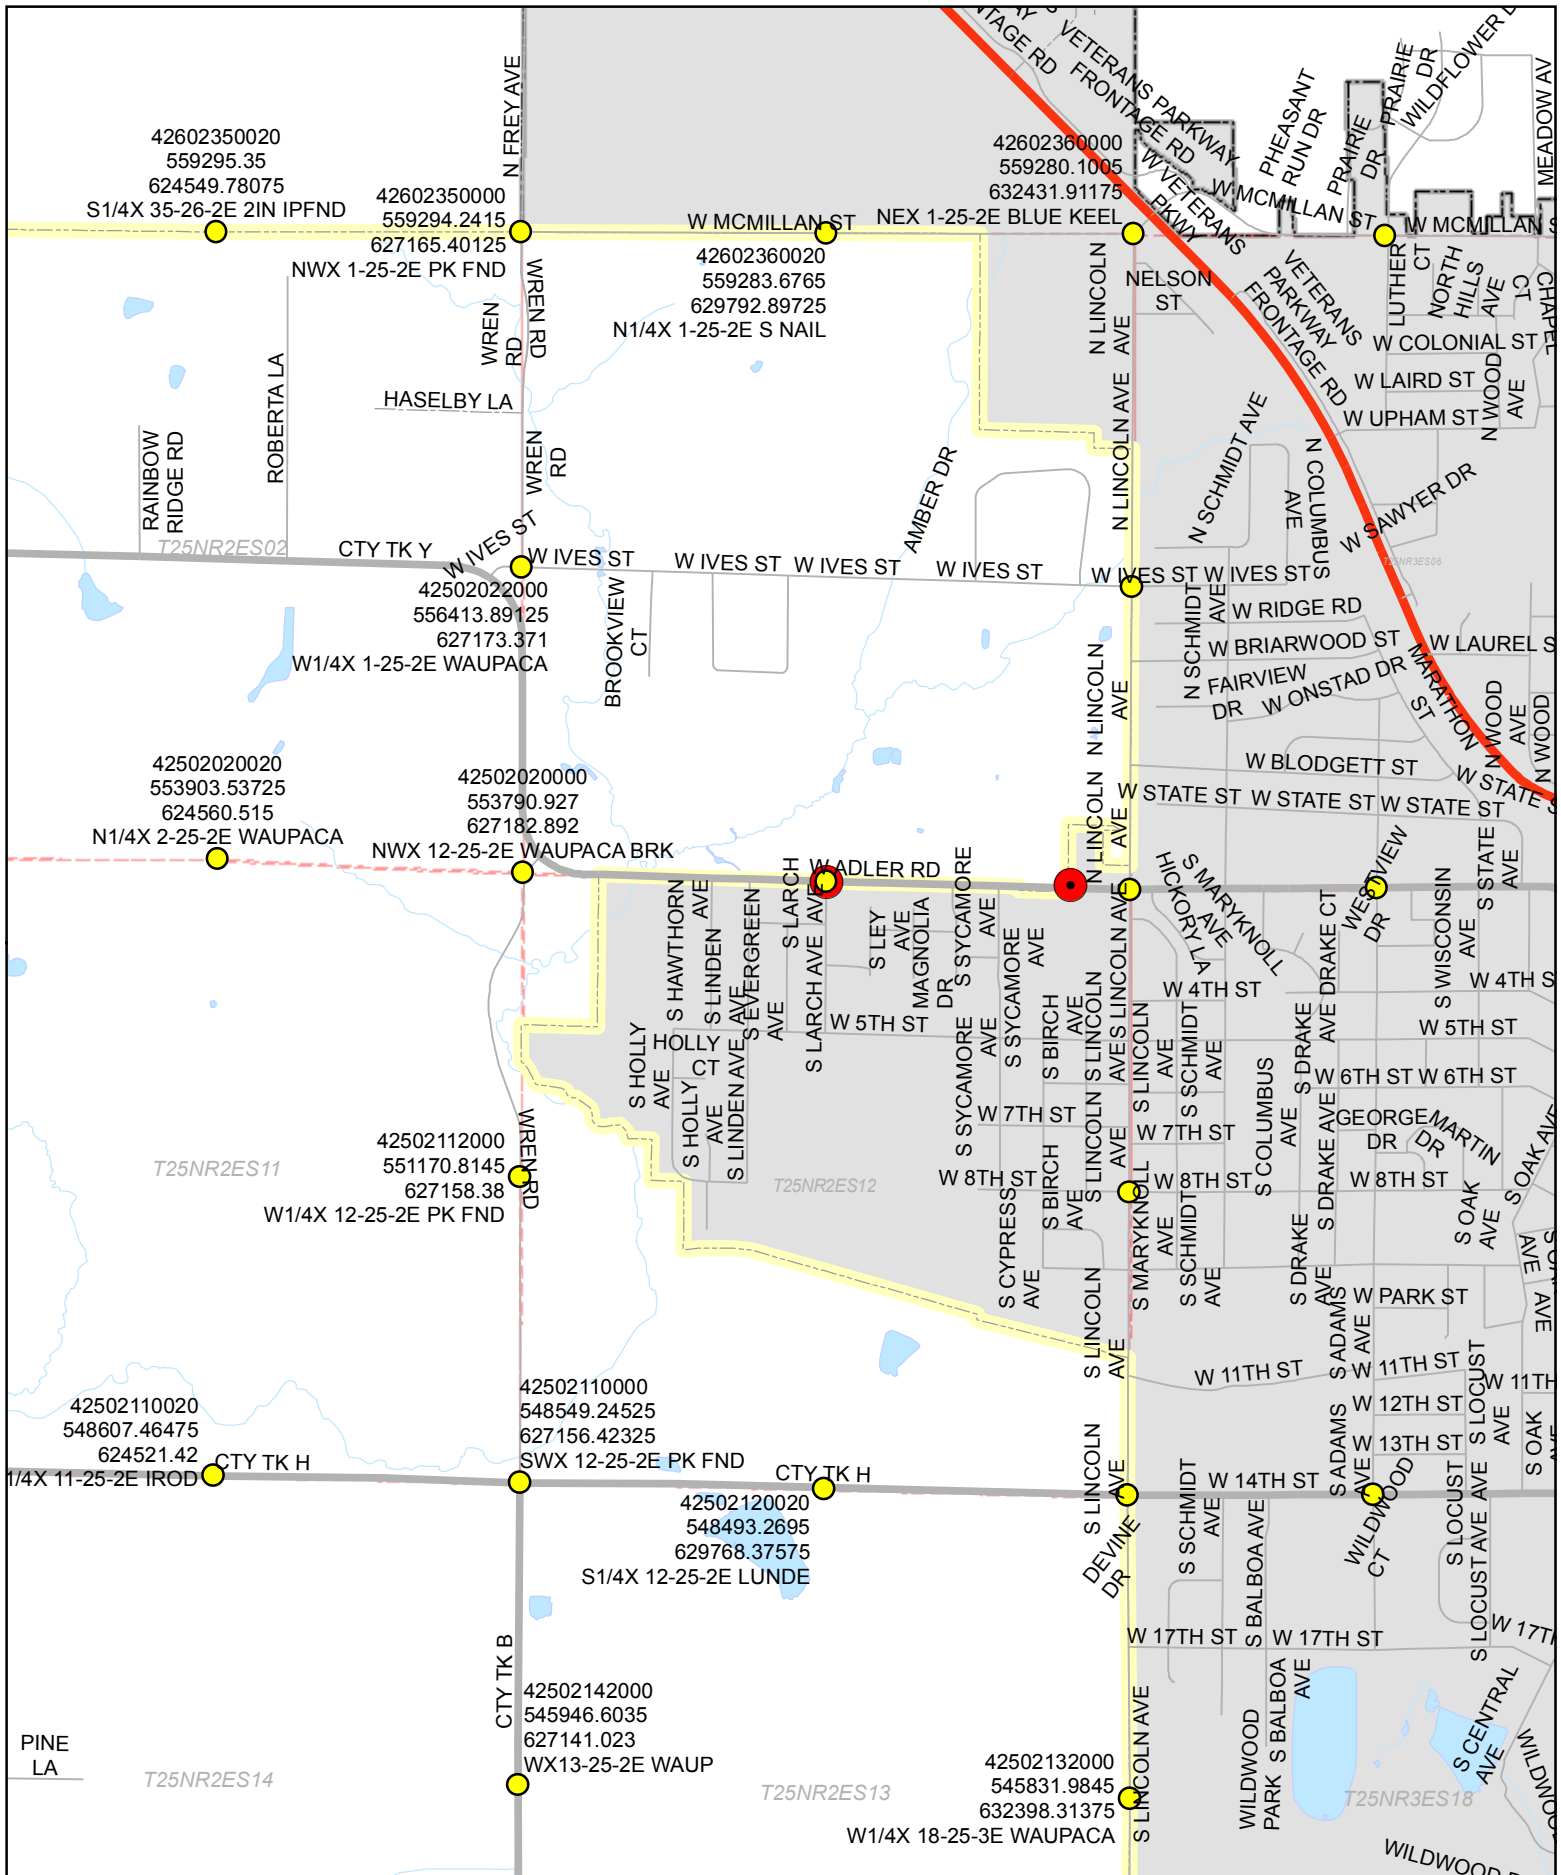 42602350020
559295.35
624549.78075
S1/4X 35-26-2E 2IN IPFND
42602350000
559294.2415
627165.40125
NWX 1-25-2E PK FND
N FREY AVE
W MCMILLAN ST
42602360020
559283.6765
629792.89725
N1/4X 1-25-2E S NAIL
42602360000
559280.1005
632431.91175
NEX 1-25-2E BLUE KEEL
FRONTAGE RD
VETERANS PARKWAY
W VETERANS
PKWY
PHEASANT
RUN DR
PRAIRIE
DR
PRAIRIE
DR
MEADOW AV
W MCMILLAN ST
W MCMILLAN S
NELSON
ST
VETERANS
PARKWAY
FRONTAGE RD
LUTHER
CT
NORTH
HILLS
AVE
CT
CHAPEL
W COLONIAL ST
W LAIRD ST
W UPHAM ST
N WOOD
AVE
WREN
RD
WREN RD
HASELBY LA
ROBERTA LA
RAINBOW
RIDGE RD
WREN
RD
N LINCOLN
AVE
N LINCOLN AVE
N SCHMIDT AVE
N COLUMBUS
AVE
W SAWYER DR
AMBER DR
T25NR2ES02
T25NR3ES06
CTY TK Y
W IVES ST
W IVES ST
W IVES ST
W IVES ST
W IVES ST
W IVES ST
W IVES ST
42502022000
556413.89125
627173.371
W1/4X 1-25-2E WAUPACA
BROOKVIEW
CT
N SCHMIDT
AVE
W RIDGE RD
W BRIARWOOD ST
W LAUREL S
FAIRVIEW
DR
W ONSTAD DR
MARATHON
ST
N WOOD
AVE
N WOOD
N LINCOLN
AVE
W BLODGETT ST
W STATE ST
W STATE ST
W STATE ST
W STATE S
42502020020
553903.53725
624560.515
N1/4X 2-25-2E WAUPACA
42502020000
553790.927
627182.892
NWX 12-25-2E WAUPACA BRK
N LINCOLN
AVE
W ADLER RD
S LARCH
AVE
S HAWTHORN
AVE
S LINDEN
AVE
S EVERGREEN
AVE
S LARCH AVE
S LEY
AVE
MAGNOLIA
DR
S SYCAMORE
AVE
S SYCAMORE
AVE
S LINCOLN AVE
HICKORY LA
S MARYKNOLL
AVE
WESTVIEW
DR
DRAKE CT
S WISCONSIN
AVE
S STATE
AVE
W 4TH ST
W 4TH S
W 5TH ST
W 5TH ST
S HOLLY
AVE
HOLLY
CT
S HOLLY
AVE
S LINDEN AVE
S SYCAMORE
AVE
S BIRCH
AVE
S LINCOLN
AVE
S LINCOLN
AVE
S SCHMIDT
AVE
S DRAKE
AVE
S COLUMBUS
AVE
W 6TH ST
W 6TH ST
W 7TH ST
W 7TH ST
GEORGE
DR
MARTIN
DR
S OAK AVE
W 8TH ST
W 8TH ST
W 8TH ST
42502112000
551170.8145
627158.38
W1/4X 12-25-2E PK FND
WREN RD
T25NR2ES11
T25NR2ES12
S CYPRESS
AVE
S BIRCH
AVE
S LINCOLN
AVE
S MARYKNOLL
AVE
S SCHMIDT
AVE
S DRAKE AVE
S DRAKE
AVE
S OAK
AVE
W PARK ST
S LINCOLN
AVE
S ADAMS
AVE
W 11TH ST
W 11TH ST
W 11TH
W 12TH ST
W 13TH ST
W 14TH ST
S LOCUST
AVE
S ADAMS
AVE
S OAK
AVE
42502110020
548607.46475
624521.42
1/4X 11-25-2E IROD
CTY TK H
42502110000
548549.24525
627156.42325
SWX 12-25-2E PK FND
CTY TK H
42502120020
548493.2695
629768.37575
S1/4X 12-25-2E LUNDE
S LINCOLN
AVE
DEVINE
DR
S SCHMIDT
AVE
S BALBOA AVE
WILDWOOD
CT
S LOCUST
AVE
S LOCUST AVE
W 17TH ST
W 17TH ST
W 17TH
CTY TK B
42502142000
545946.6035
627141.023
WX13-25-2E WAUP
PINE
LA
T25NR2ES14
T25NR2ES13
42502132000
545831.9845
632398.31375
W1/4X 18-25-3E WAUPACA
S LINCOLN AVE
WILDWOOD
PARK
S BALBOA
AVE
S CENTRAL
AVE
T25NR3ES18
WILDWOOD